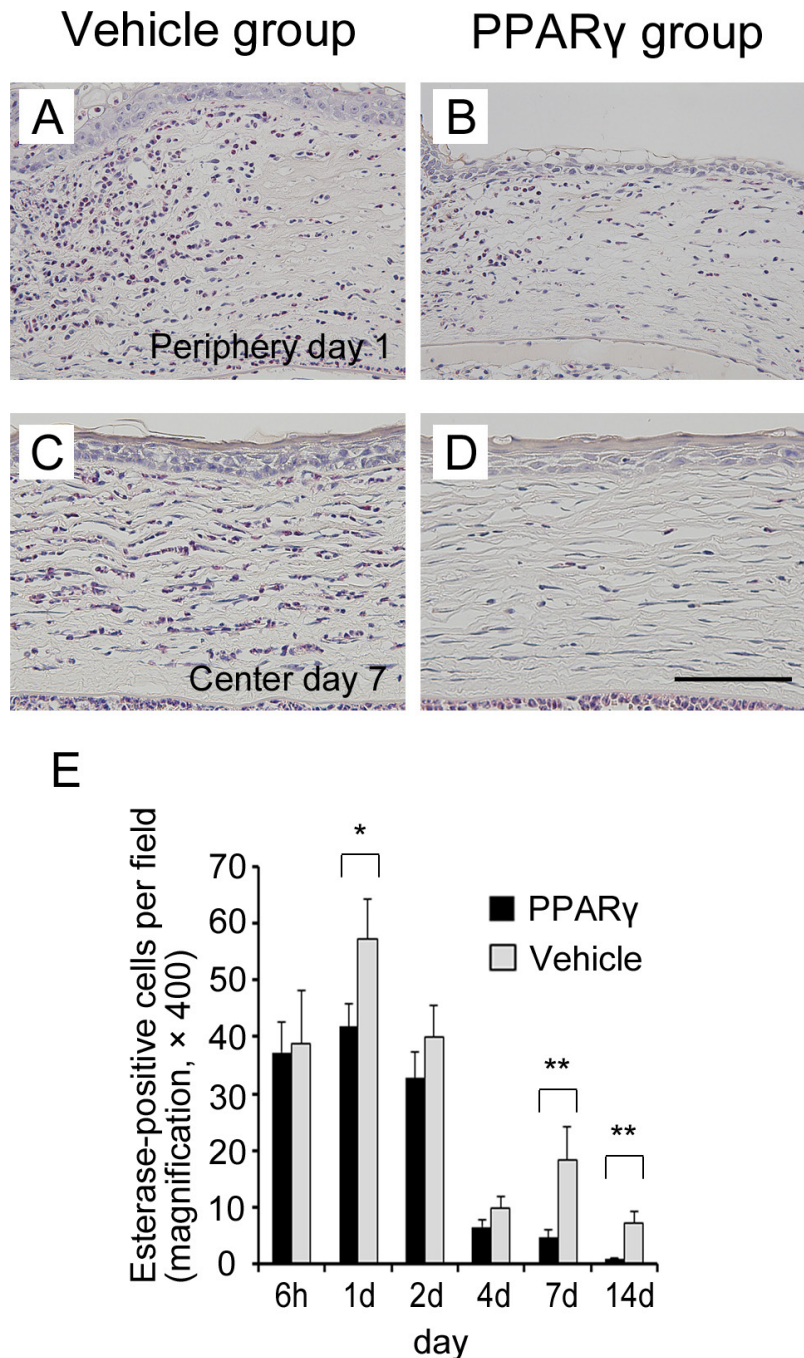 Vehicle group
PPARγ group
A
B
Periphery day 1
C
D
Center day 7
E
Esterase-positive cells per field
(magnification, × 400)
70
60
50
40
30
20
10
0
*
**
**
PPARγ
Vehicle
6h 1d 2d 4d 7d 14d
day